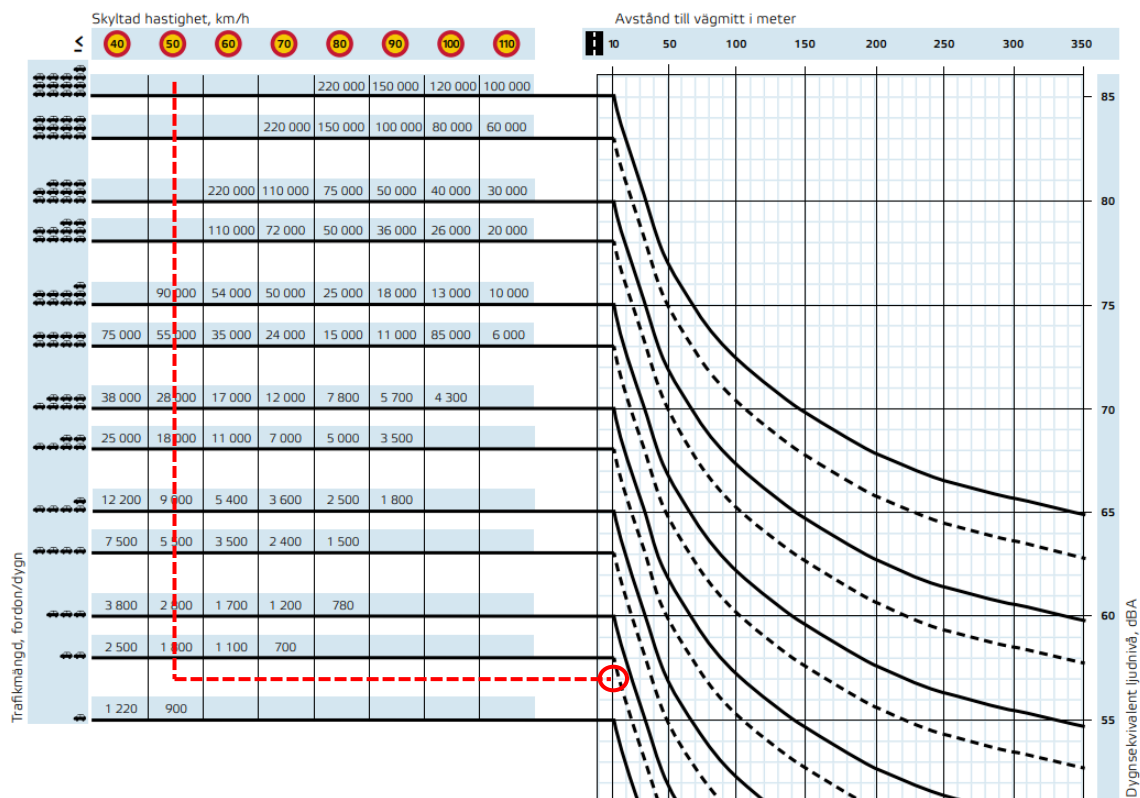 Skyltad hastighet, km/h
Avstånd till vägmitt i meter
≤ 40 50 60 70 80 90 100 110
10 50 100 150 200 250 300 350
220 000 150 000 120 000 100 000
85
220 000 150 000 100 000 80 000 60 000
220 000 110 000 75 000 50 000 40 000 30 000
80
110 000 72 000 50 000 36 000 26 000 20 000
90 000 54 000 50 000 25 000 18 000 13 000 10 000
75
75 000 55 000 35 000 24 000 15 000 11 000 85 000 6 000
38 000 28 000 17 000 12 000 7 800 5 700 4 300
70
25 000 18 000 11 000 7 000 5 000 3 500
12 200 9 000 5 400 3 600 2 500 1 800
65
7 500 5 500 3 500 2 400 1 500
3 800 2 800 1 700 1 200 780
60
2 500 1 800 1 100 700
1 220 900
55
Trafikmängd, fordon/dygn
Dygnsekvivalent ljudnivå, dBA